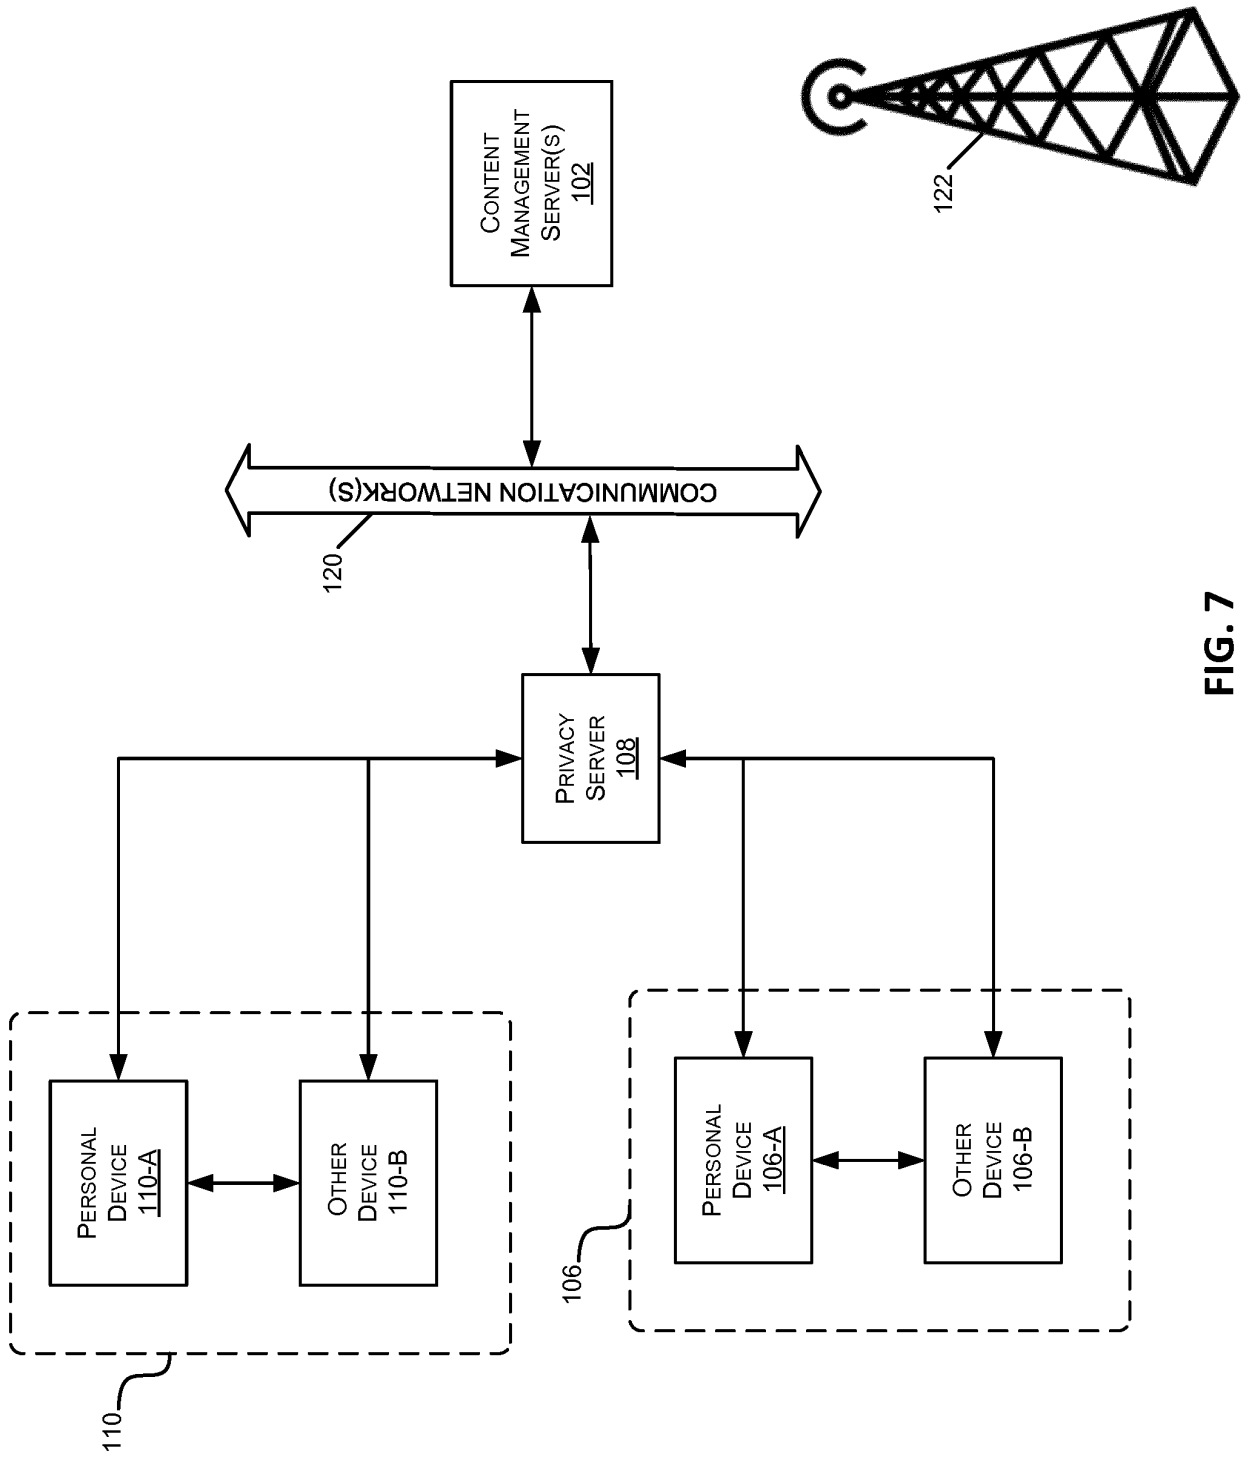 110
PERSONAL
DEVICE
110-A
OTHER
DEVICE
110-B
106
PERSONAL
DEVICE
106-A
OTHER
DEVICE
106-B
PRIVACY
SERVER
108
120
COMMUNICATION NETWORK(S)
CONTENT
MANAGEMENT
SERVER(S)
102
122
FIG. 7